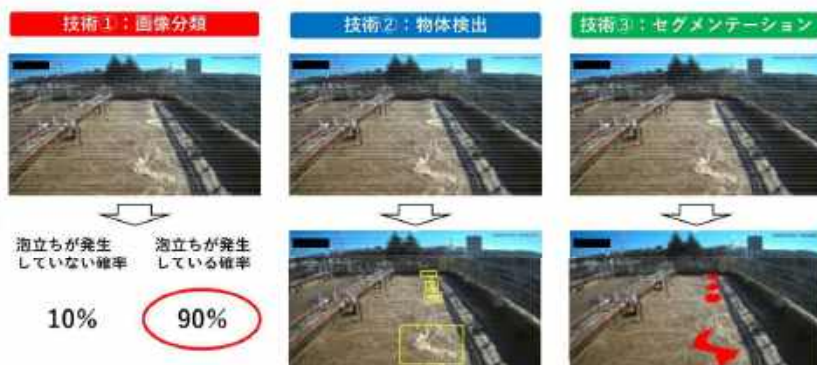 技術①：画像分類
技術②：物体検出
技術③：セグメンテーション
泡立ちが発生
していない確率
泡立ちが発生
している確率
10%
90%